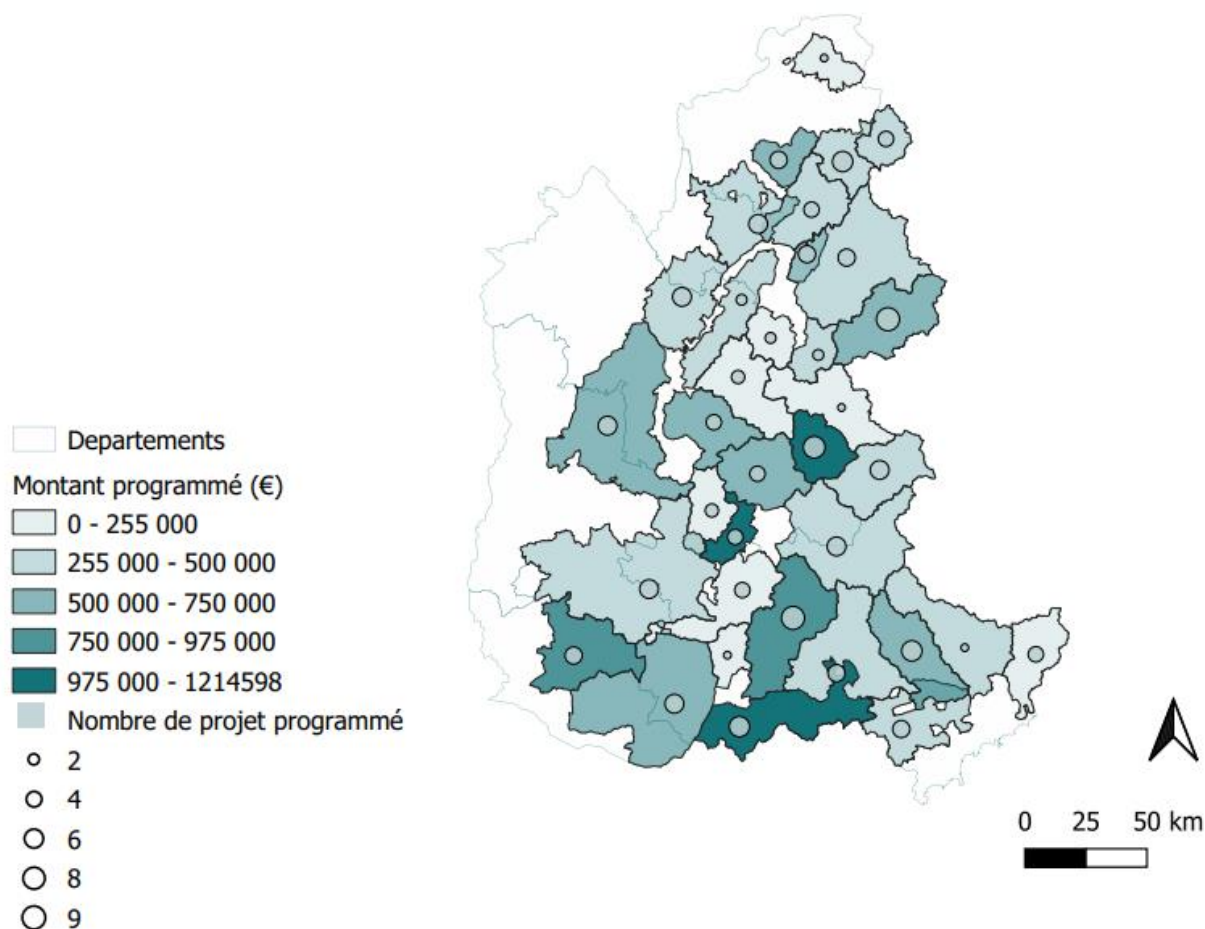 Departements
Montant programmé (€)
0 - 255 000
255 000 - 500 000
500 000 - 750 000
750 000 - 975 000
975 000 - 1214598
Nombre de projet programmé
2
4
6
8
9
0 25 50 km